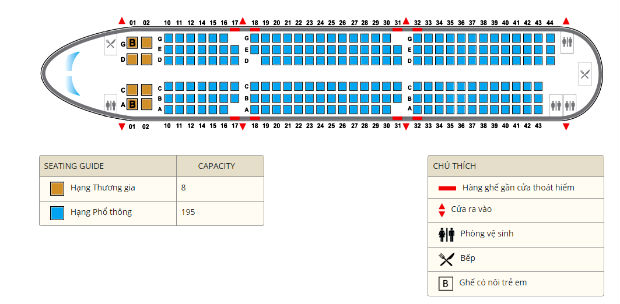 01 02 10 11 12 13 14 15 16 17 18 19 20 21 22 23 24 25 26 27 28 29 30 31 32 33 34 35 36 37 38 39 40 41 42 43 44
G B G G G
E E E
D D D D
C C C C
B B B
A B A A A
01 02 10 11 12 13 14 15 16 17 18 19 20 21 22 23 24 25 26 27 28 29 30 31 32 33 34 35 36 37 38 39 40 41 42 43
SEATING GUIDE CAPACITY
Hạng Thương gia 8
Hạng Phổ thông 195
CHÚ THÍCH
Hàng ghế gần cửa thoát hiểm
Cửa ra vào
Phòng vệ sinh
Bếp
B Ghế có nôi trẻ em